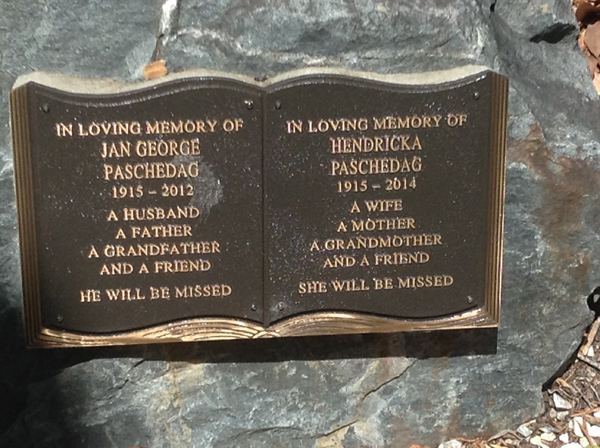 IN LOVING MEMORY OF
JAN GEORGE
PASCHEDAG
1915 – 2012
A HUSBAND
A FATHER
A GRANDFATHER
AND A FRIEND
HE WILL BE MISSED
IN LOVING MEMORY OF
HENDRICKA
PASCHEDAG
1915 – 2014
A WIFE
A MOTHER
A GRANDMOTHER
AND A FRIEND
SHE WILL BE MISSED